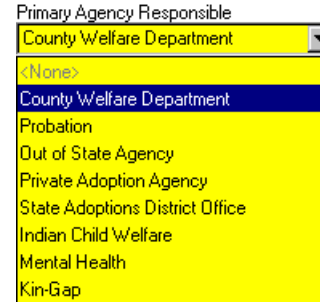 Primary Agency Responsible
County Welfare Department
<None>
County Welfare Department
Probation
Out of State Agency
Private Adoption Agency
State Adoptions District Office
Indian Child Welfare
Mental Health
Kin-Gap